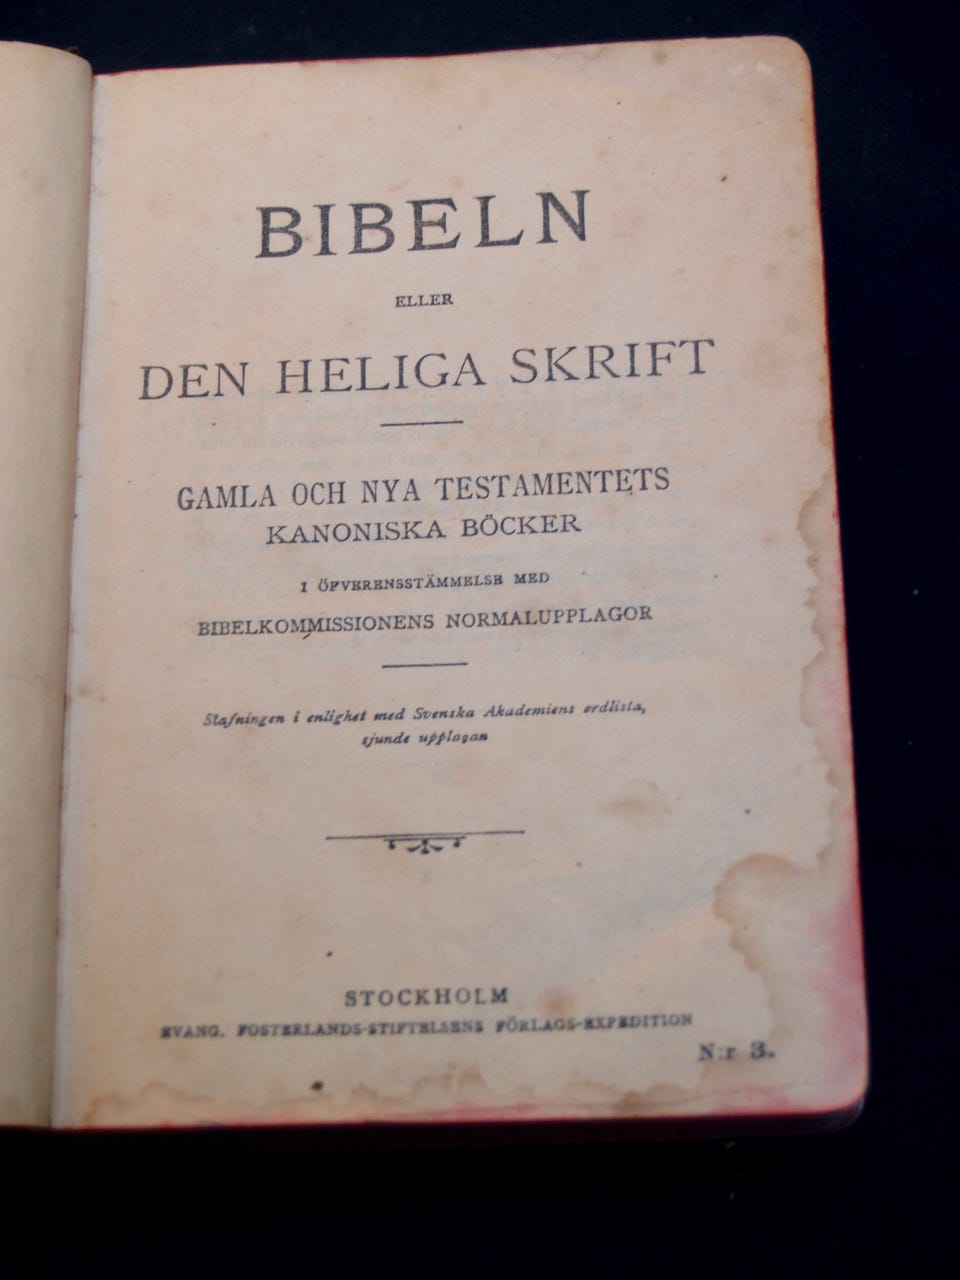 BIBELN
ELLER
DEN HELIGA SKRIFT
GAMLA OCH NYA TESTAMENTETS
KANONISKA BÖCKER
I ÖFVERENSSTÄMMELSE MED
BIBELKOMMISSIONENS NORMALUPPLAGOR
Stafningen i enlighet med Svenska Akademiens ordlista,
sjunde upplagan
STOCKHOLM
EVANG. FOSTERLANDS-STIFTELSENS FÖRLAGS-EXPEDITION
N:r 3.